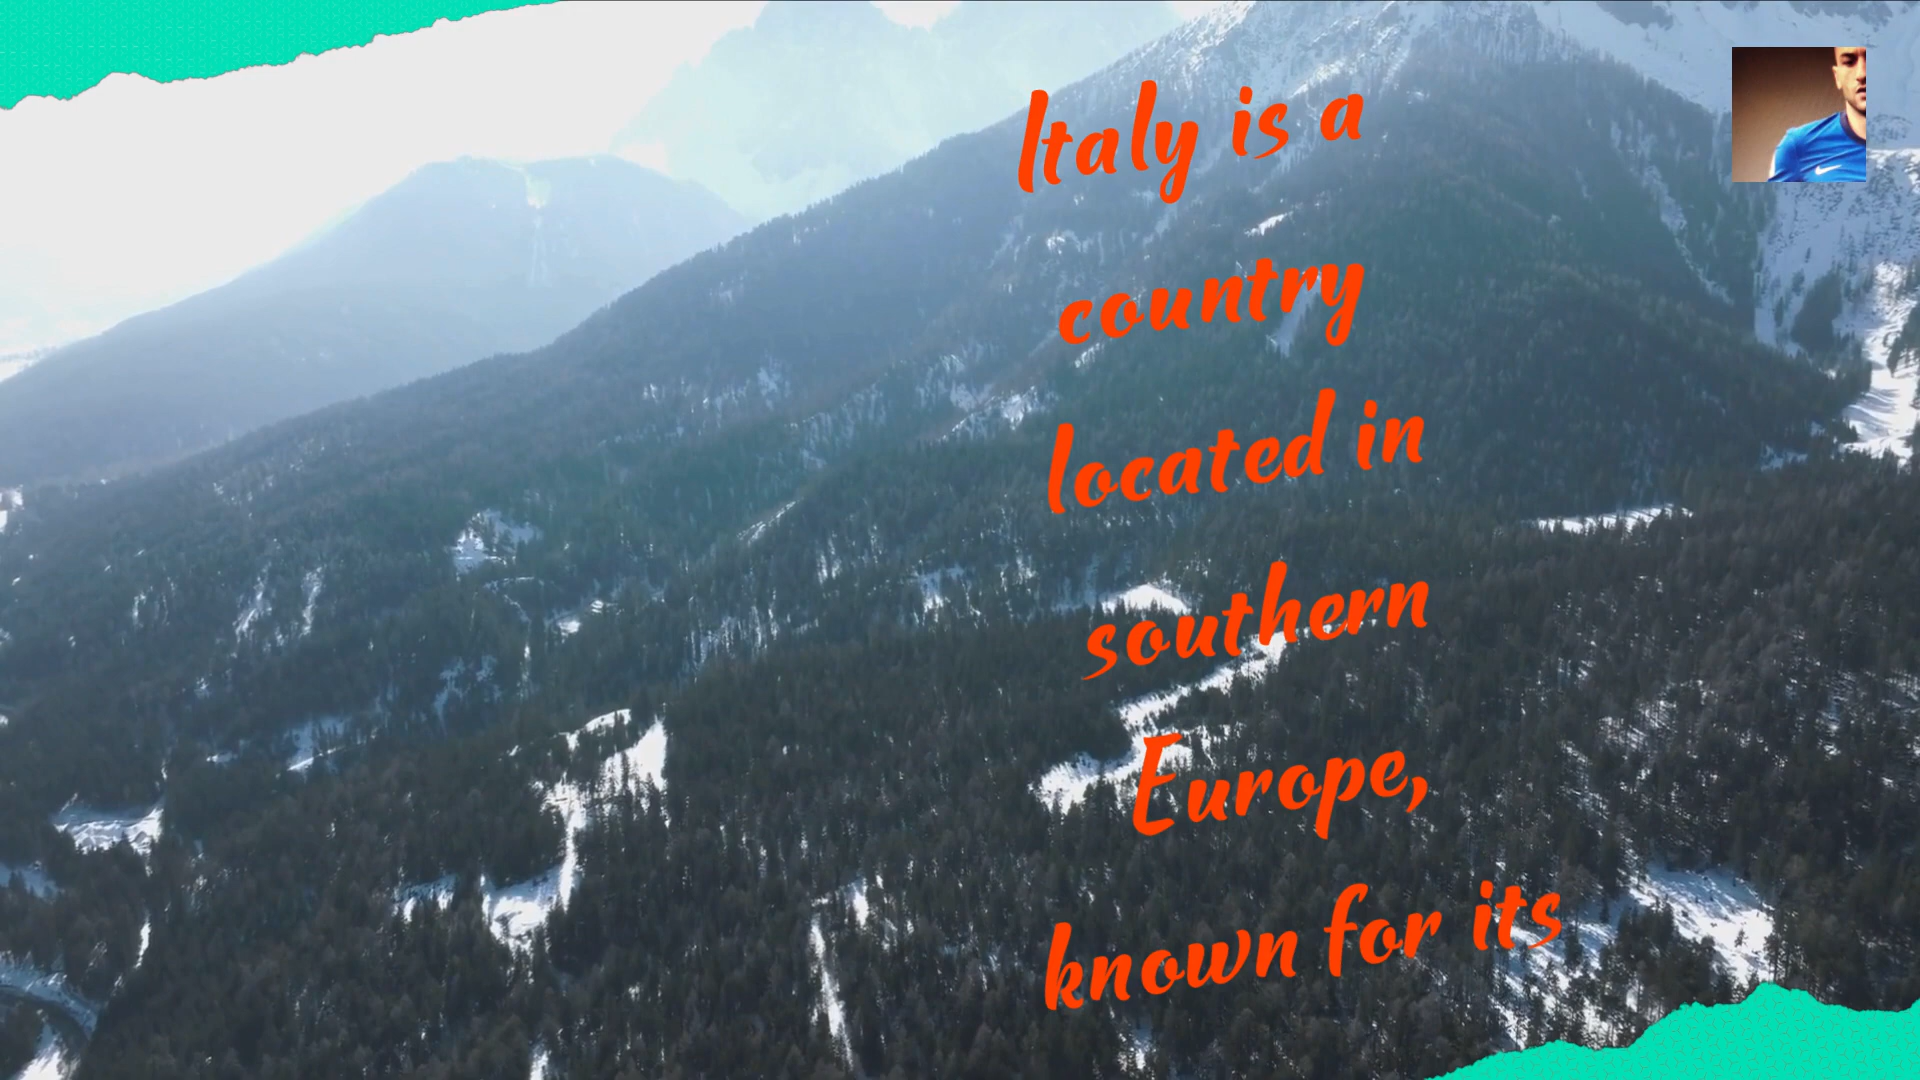 Italy is a
country
located in
southern
Europe,
known for its